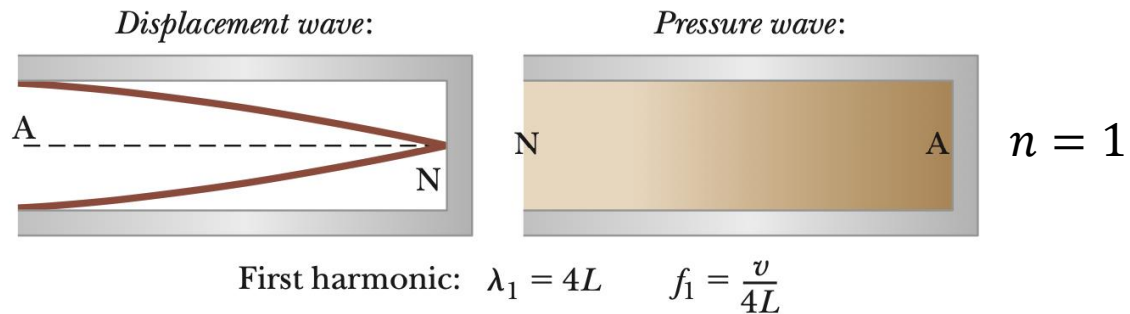 Displacement wave: Pressure wave:
A N N A n = 1
First harmonic: λ₁ = 4L f₁ = v/4L